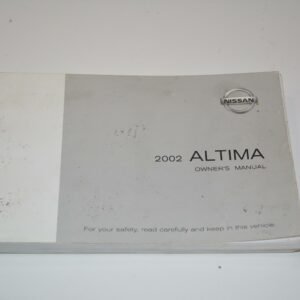 NISSAN
2002 ALTIMA
OWNER'S MANUAL
For your safety, read carefully and keep in this vehicle.